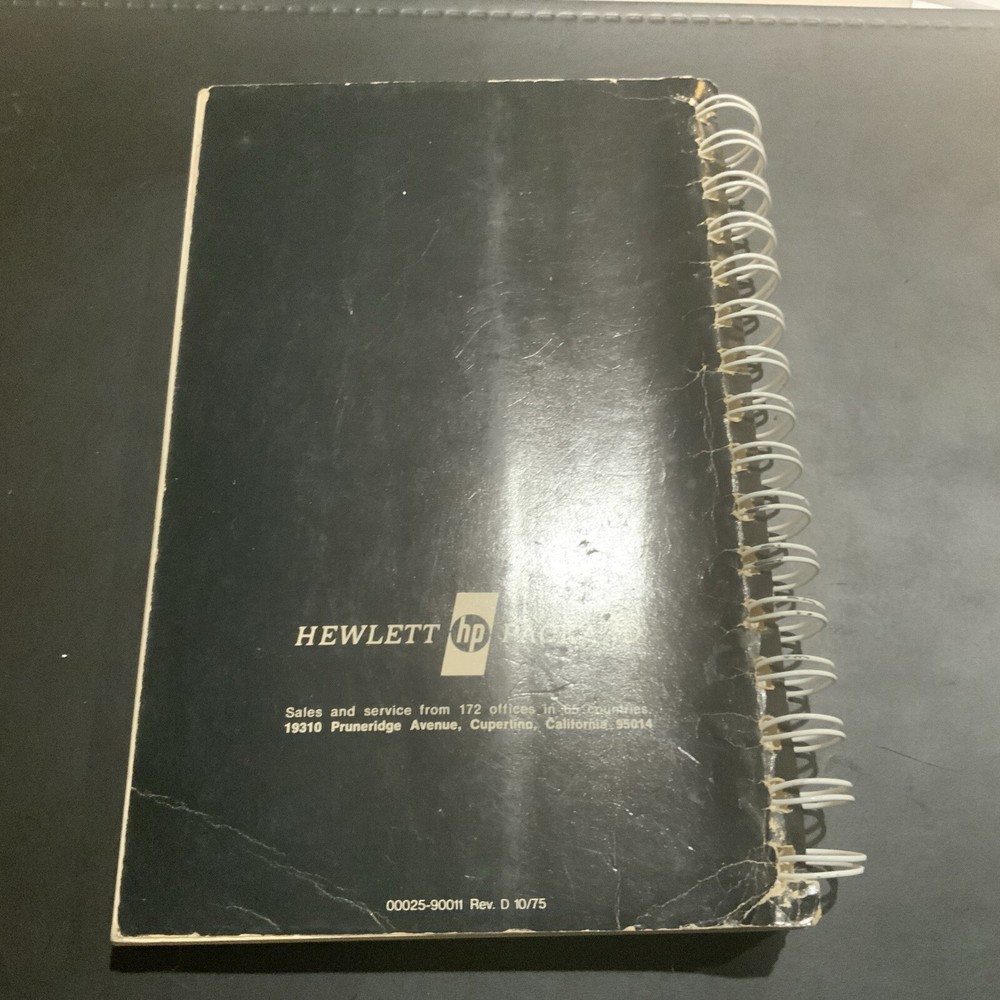 HEWLETT hp PACKARD
Sales and service from 172 offices in 65 countries.
19310 Pruneridge Avenue, Cupertino, California 95014
00025-90011 Rev. D 10/75